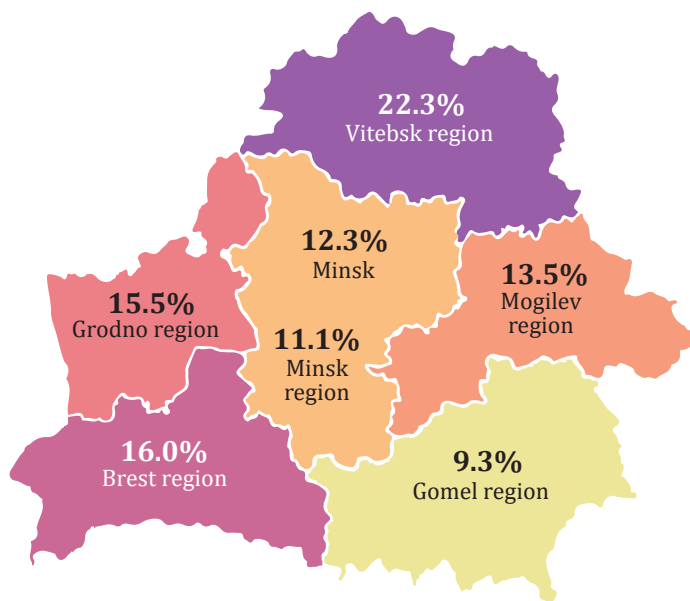 22.3%
Vitebsk region
12.3%
Minsk
13.5%
Mogilev
region
15.5%
Grodno region
11.1%
Minsk
region
16.0%
Brest region
9.3%
Gomel region